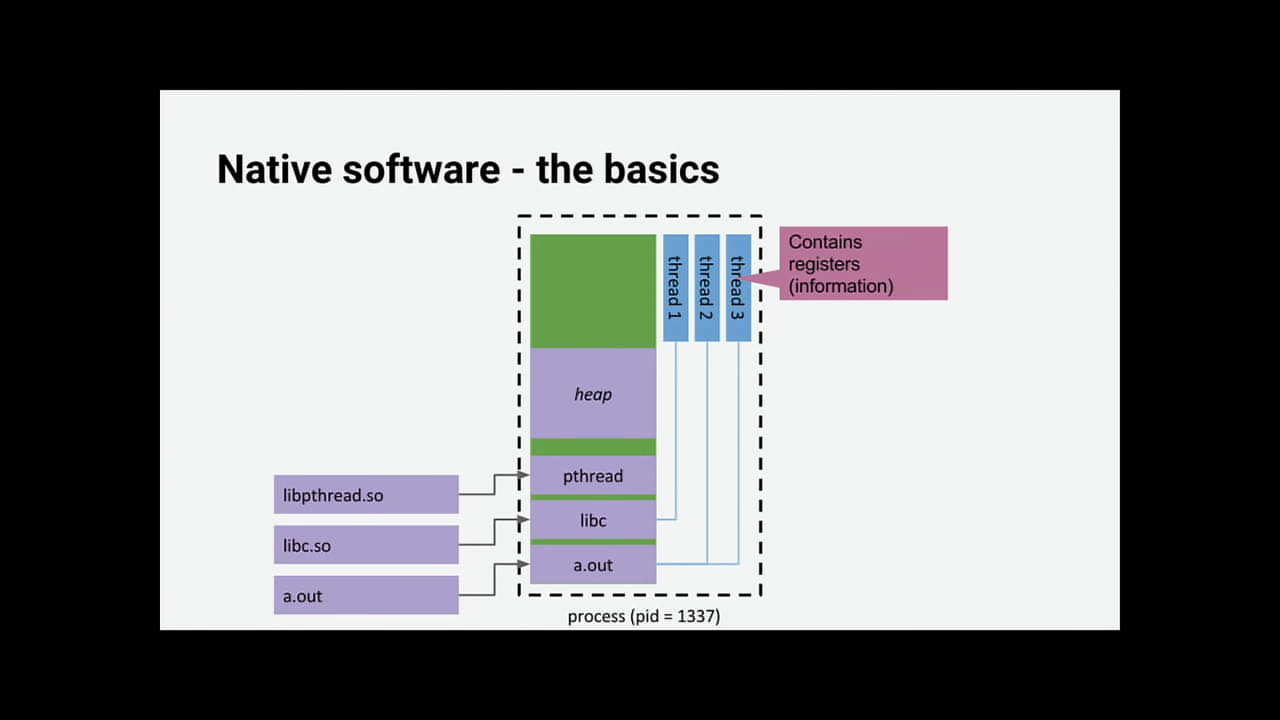 Native software - the basics
Contains
registers
(information)
thread 1
thread 2
thread 3
heap
pthread
libc
a.out
libpthread.so
libc.so
a.out
process (pid = 1337)